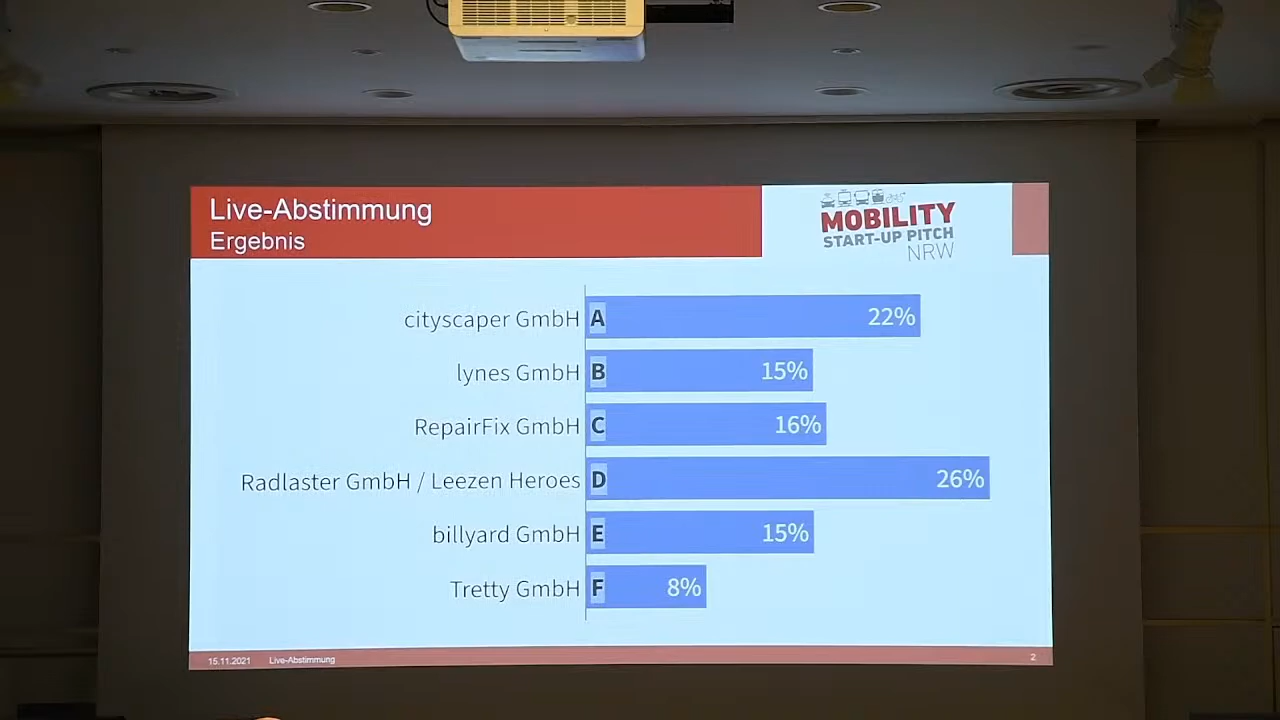 Live-Abstimmung
Ergebnis
MOBILITY
START-UP PITCH
NRW
cityscaper GmbH A 22%
lynes GmbH B 15%
RepairFix GmbH C 16%
Radlaster GmbH / Leezen Heroes D 26%
billyard GmbH E 15%
Tretty GmbH F 8%
15.11.2021 Live-Abstimmung 2